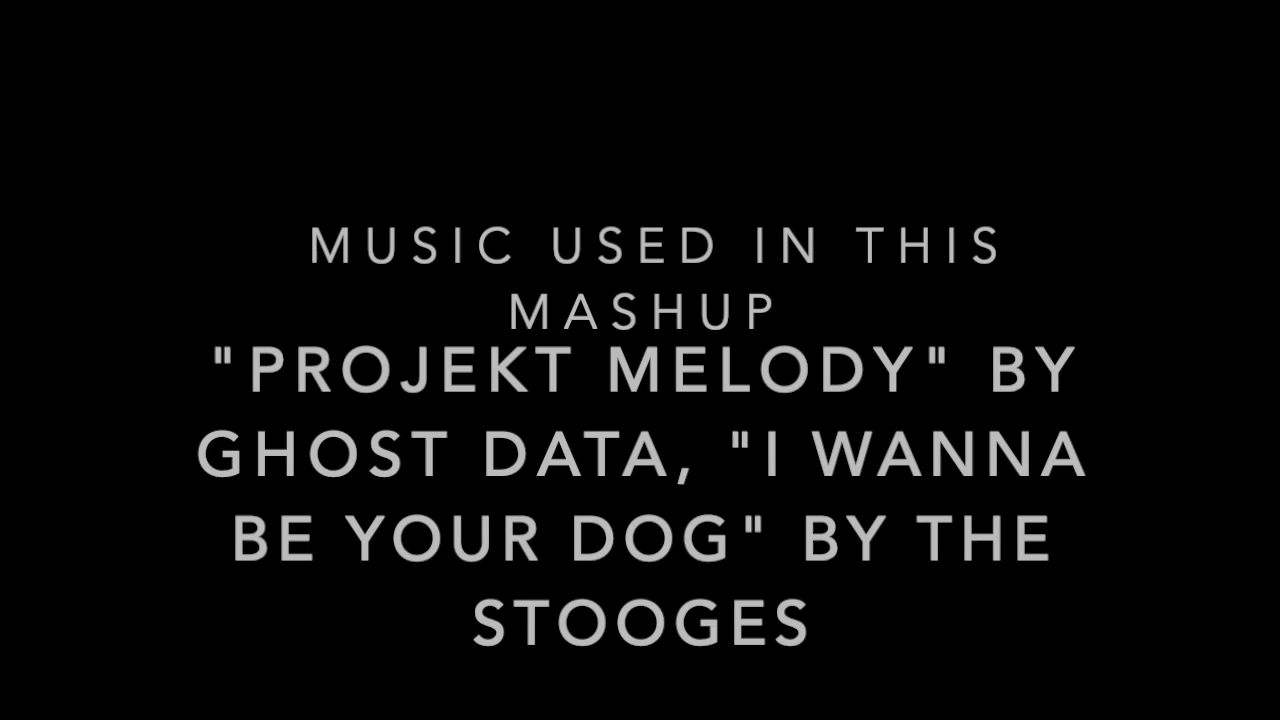 MUSIC USED IN THIS
MASHUP
"PROJEKT MELODY" BY
GHOST DATA, "I WANNA
BE YOUR DOG" BY THE
STOOGES